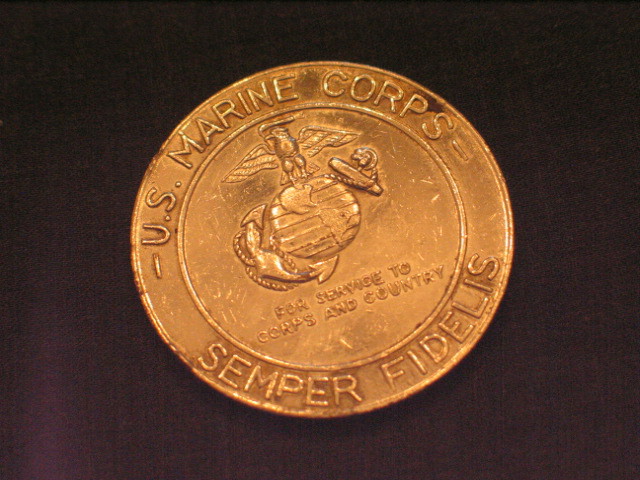 - U.S. MARINE CORPS -
FOR SERVICE TO
CORPS AND COUNTRY
SEMPER FIDELIS